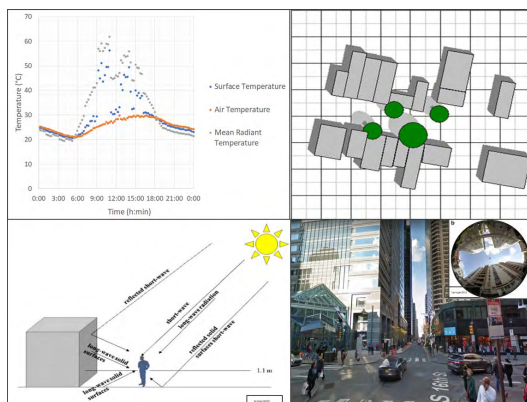 70
60
50
40
30
20
10
0
Temperature (°C)
0:00 3:00 6:00 9:00 12:00 15:00 18:00 21:00 0:00
Time (h:min)
Surface Temperature
Air Temperature
Mean Radiant
Temperature
reflected short-wave
short-wave
long-wave radiation
reflected solid
surfaces short-wave
long-wave solid
surfaces
long-wave solid
surfaces
1.1 m
b
S 16th S